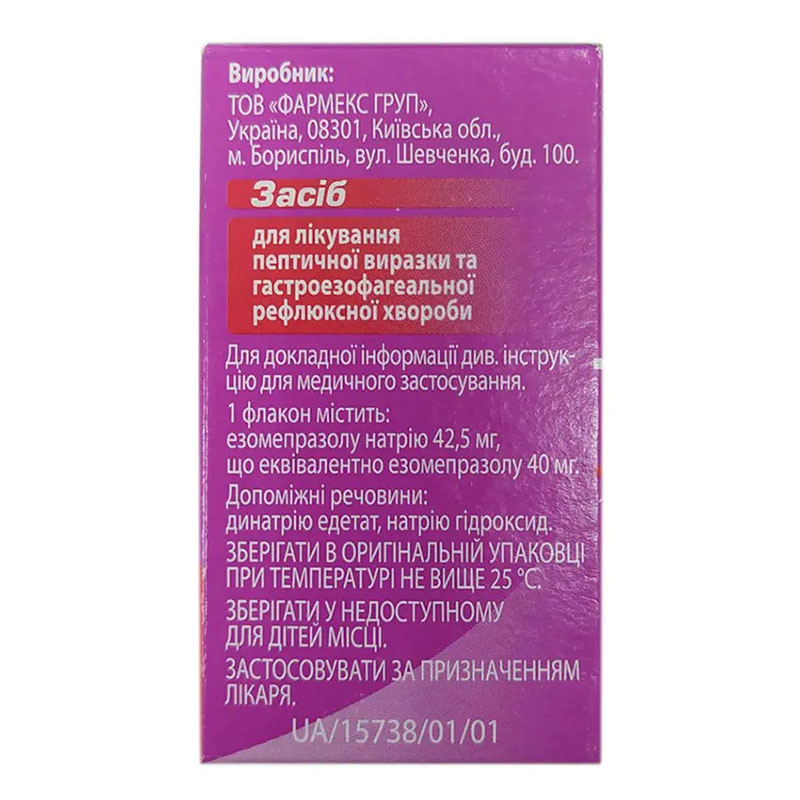 Виробник:
ТОВ «ФАРМЕКС ГРУП»,
Україна, 08301, Київська обл.,
м. Бориспіль, вул. Шевченка, буд. 100.
Засіб
для лікування
пептичної виразки та
гастроезофагеальної
рефлюксної хвороби
Для докладної інформації див. інструк-
цію для медичного застосування.
1 флакон містить:
езомепразолу натрію 42,5 мг,
що еквівалентно езомепразолу 40 мг.
Допоміжні речовини:
динатрію едетат, натрію гідроксид.
ЗБЕРІГАТИ В ОРИГІНАЛЬНІЙ УПАКОВЦІ
ПРИ ТЕМПЕРАТУРІ НЕ ВИЩЕ 25 °С.
ЗБЕРІГАТИ У НЕДОСТУПНОМУ
ДЛЯ ДІТЕЙ МІСЦІ.
ЗАСТОСОВУВАТИ ЗА ПРИЗНАЧЕННЯМ
ЛІКАРЯ.
UA/15738/01/01